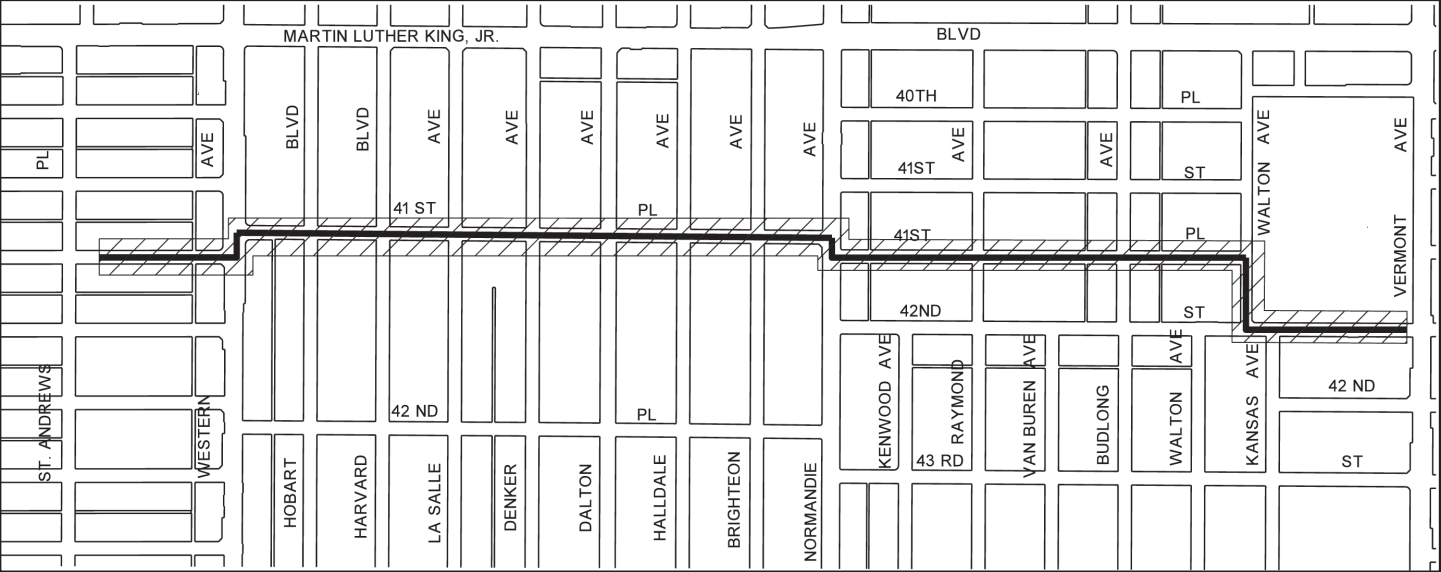 MARTIN LUTHER KING, JR. BLVD
40TH PL
PL AVE BLVD BLVD AVE AVE AVE AVE AVE AVE AVE WALTON AVE AVE
41ST AVE ST
41 ST PL
41ST PL
VERMONT
42ND ST
ST. ANDREWS
WESTERN
KENWOOD AVE
RAYMOND
VAN BUREN AVE
BUDLONG
WALTON AVE
KANSAS AVE
42 ND
42 ND PL
43 RD ST
HOBART
HARVARD
LA SALLE
DENKER
DALTON
HALLDALE
BRIGHTEON
NORMANDIE